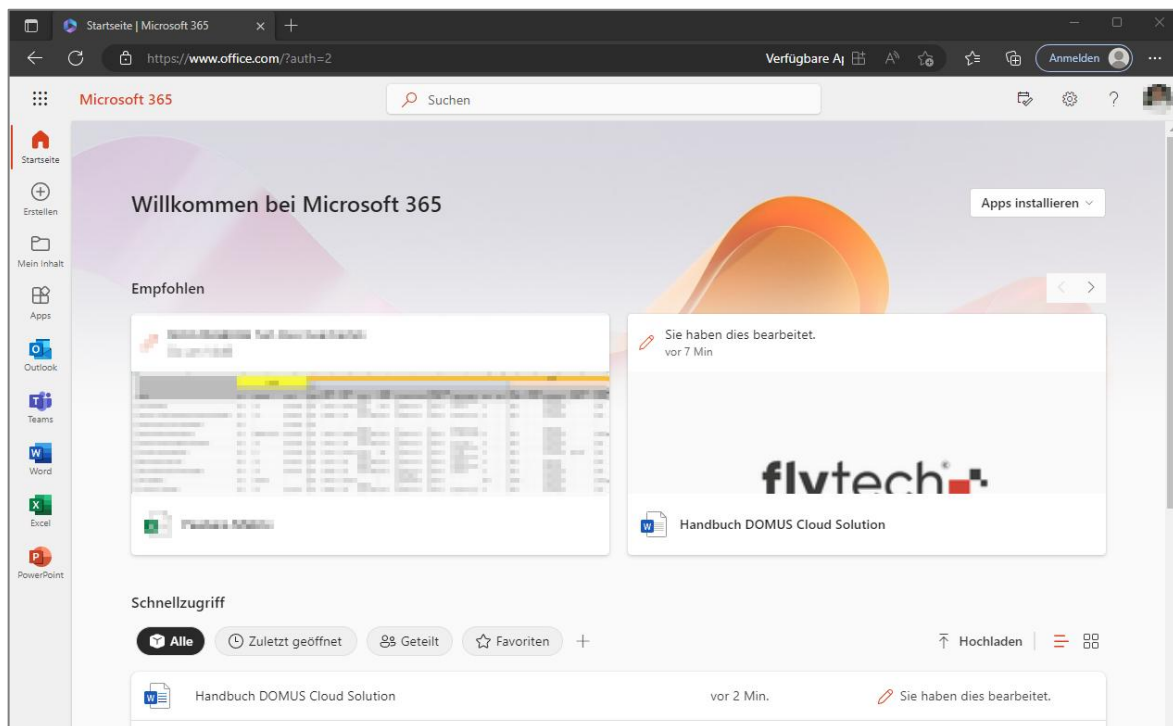 Startseite | Microsoft 365
https://www.office.com/?auth=2
Verfügbare A
Anmelden
Microsoft 365
Suchen
Startseite
Erstellen
Mein Inhalt
Apps
Outlook
Teams
Word
Excel
PowerPoint
Willkommen bei Microsoft 365
Apps installieren
Empfohlen
Sie haben dies bearbeitet.
vor 7 Min
flytech
Handbuch DOMUS Cloud Solution
Schnellzugriff
Alle
Zuletzt geöffnet
Geteilt
Favoriten
Hochladen
Handbuch DOMUS Cloud Solution vor 2 Min. Sie haben dies bearbeitet.